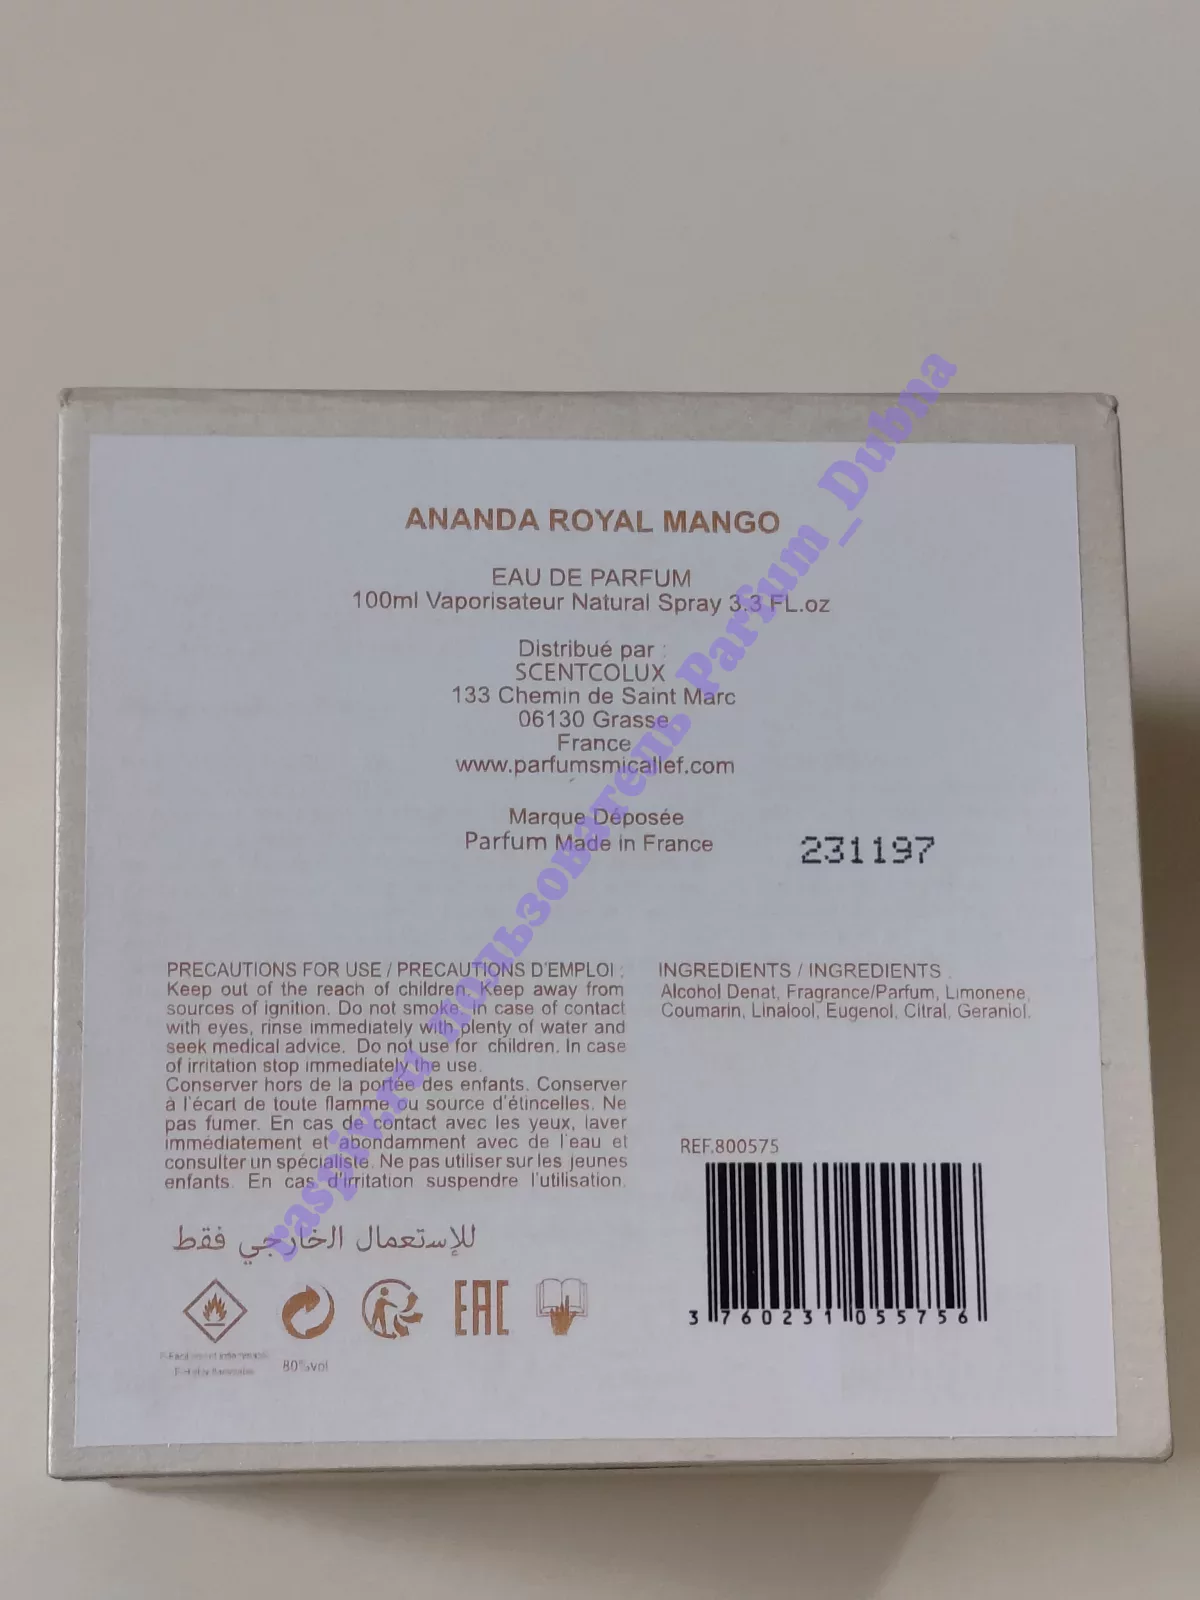 ANANDA ROYAL MANGO
EAU DE PARFUM
100ml Vaporisateur Natural Spray 3.3 FL.oz
Distribué par :
SCENTCOLUX
133 Chemin de Saint Marc
06130 Grasse
France
www.parfumsmicallef.com
Marque Déposée
Parfum Made in France
231197
PRECAUTIONS FOR USE / PRECAUTIONS D'EMPLOI :
Keep out of the reach of children. Keep away from
sources of ignition. Do not smoke. in case of contact
with eyes, rinse immediately with plenty of water and
seek medical advice. Do not use for children. In case
of irritation stop immediately the use.
Conserver hors de la portée des enfants. Conserver
à l'écart de toute flamme ou source d'étincelles. Ne
pas fumer. En cas de contact avec les yeux, laver
immédiatement et abondamment avec de l'eau et
consulter un spécialiste. Ne pas utiliser sur les jeunes
enfants. En cas d'irritation suspendre l'utilisation.
INGREDIENTS / INGREDIENTS :
Alcohol Denat, Fragrance/Parfum, Limonene,
Coumarin, Linalool, Eugenol, Citral, Geraniol.
للإستعمال الخارجي فقط
EAC
80%vol
REF.800575
3 760231 055756
raspiv.ru пользователь Parfum_Dubna